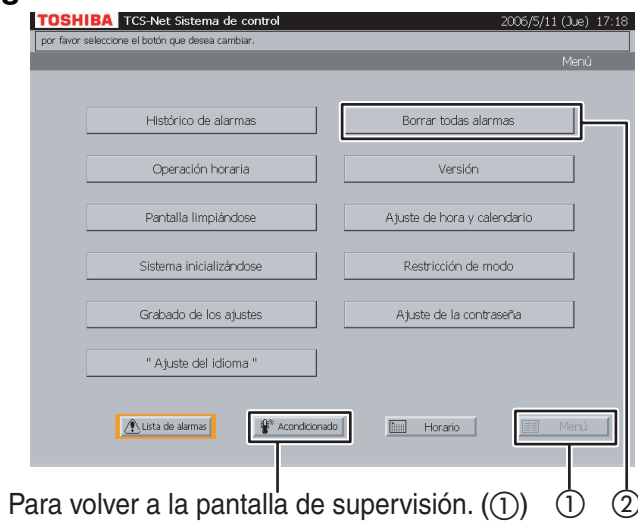 TOSHIBA TCS-Net Sistema de control 2006/5/11 (Jue) 17:18
por favor seleccione el botón que desea cambiar.
Menú
Histórico de alarmas
Borrar todas alarmas
Operación horaria
Versión
Pantalla limpiándose
Ajuste de hora y calendario
Sistema inicializándose
Restricción de modo
Grabado de los ajustes
Ajuste de la contraseña
" Ajuste del idioma "
Lista de alarmas
Acondicionado
Horario
Menú
Para volver a la pantalla de supervisión. (①) ① ②